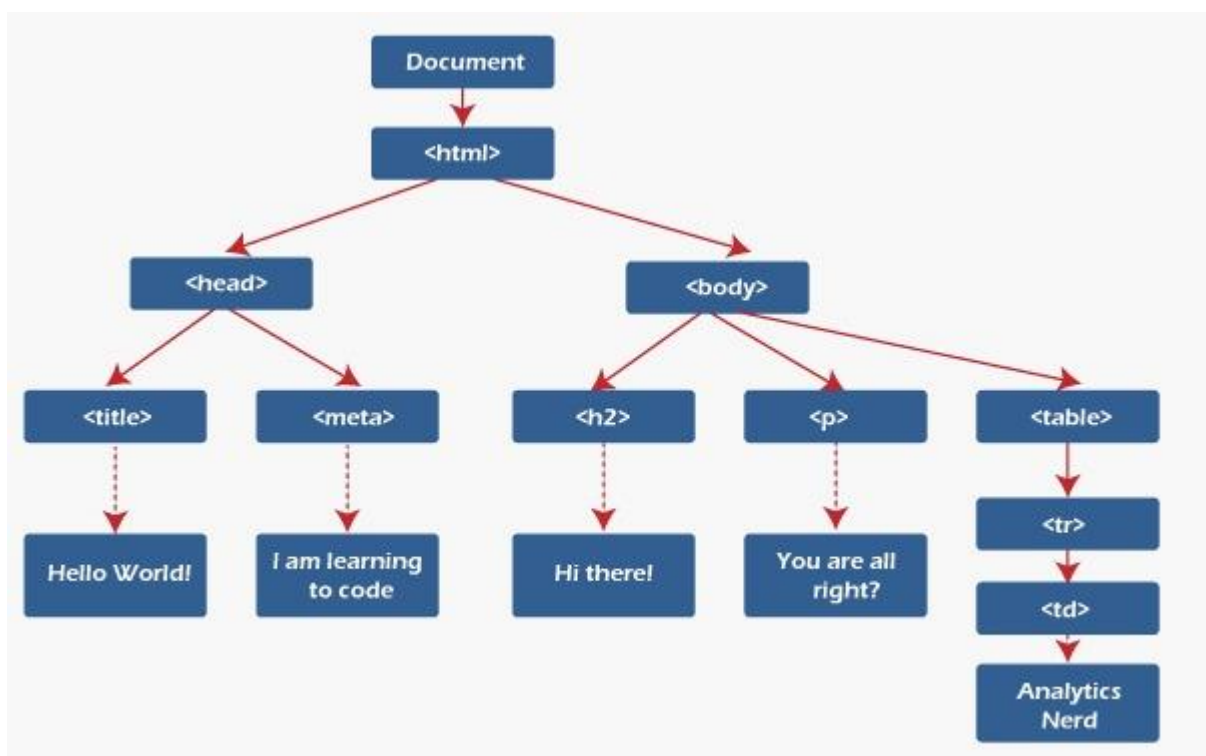 Document
<html>
<head>
<body>
<title>
<meta>
<h2>
<p>
<table>
<tr>
Hello World!
I am learning
to code
Hi there!
You are all
right?
<td>
Analytics
Nerd